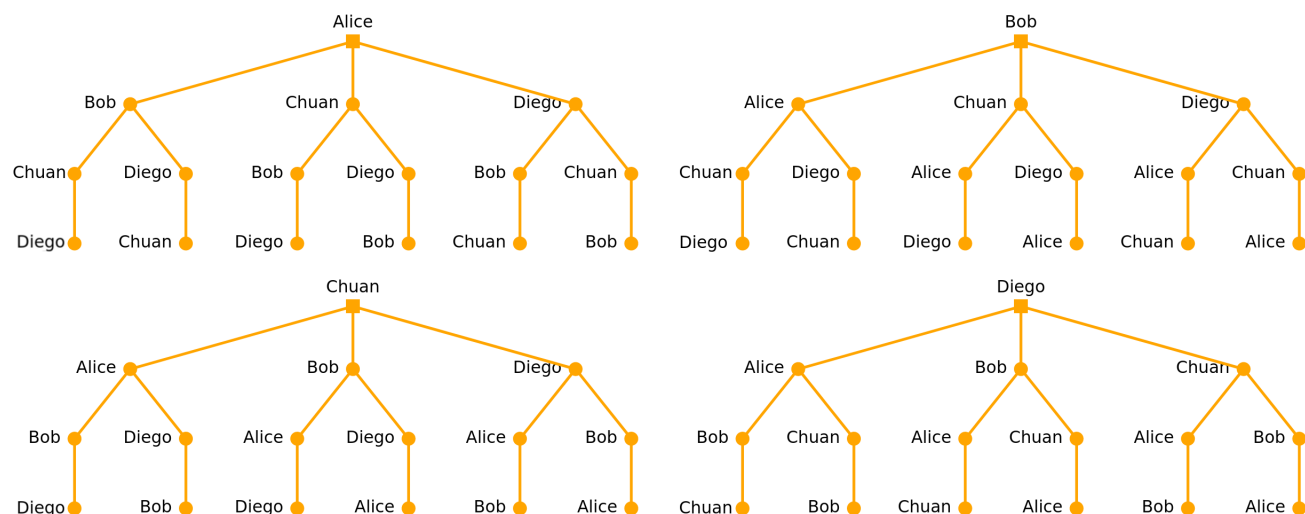 Alice Bob
Bob Chuan Diego Alice Chuan Diego
Chuan Diego Bob Diego Bob Chuan Chuan Diego Alice Diego Alice Chuan
Diego Chuan Diego Bob Chuan Bob Diego Chuan Diego Alice Chuan Alice
Chuan Diego
Alice Bob Diego Alice Bob Chuan
Bob Diego Alice Diego Alice Bob Bob Chuan Alice Chuan Alice Bob
Diego Bob Diego Alice Bob Alice Chuan Bob Chuan Alice Bob Alice